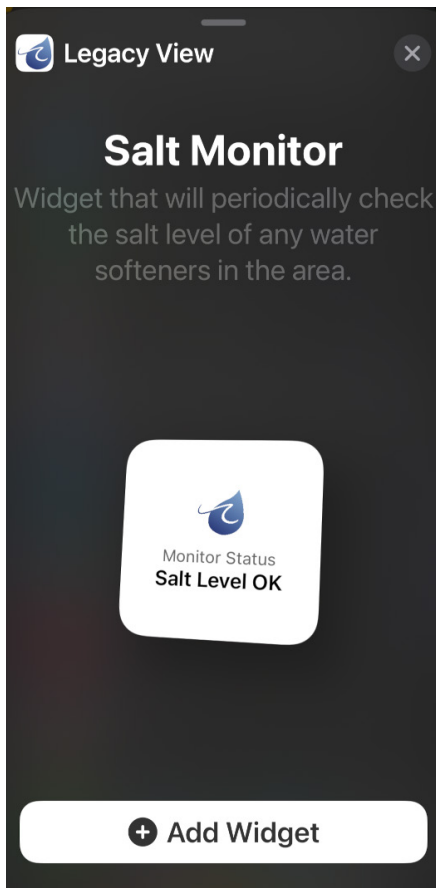 Legacy View
Salt Monitor
Widget that will periodically check
the salt level of any water
softeners in the area.
Monitor Status
Salt Level OK
Add Widget